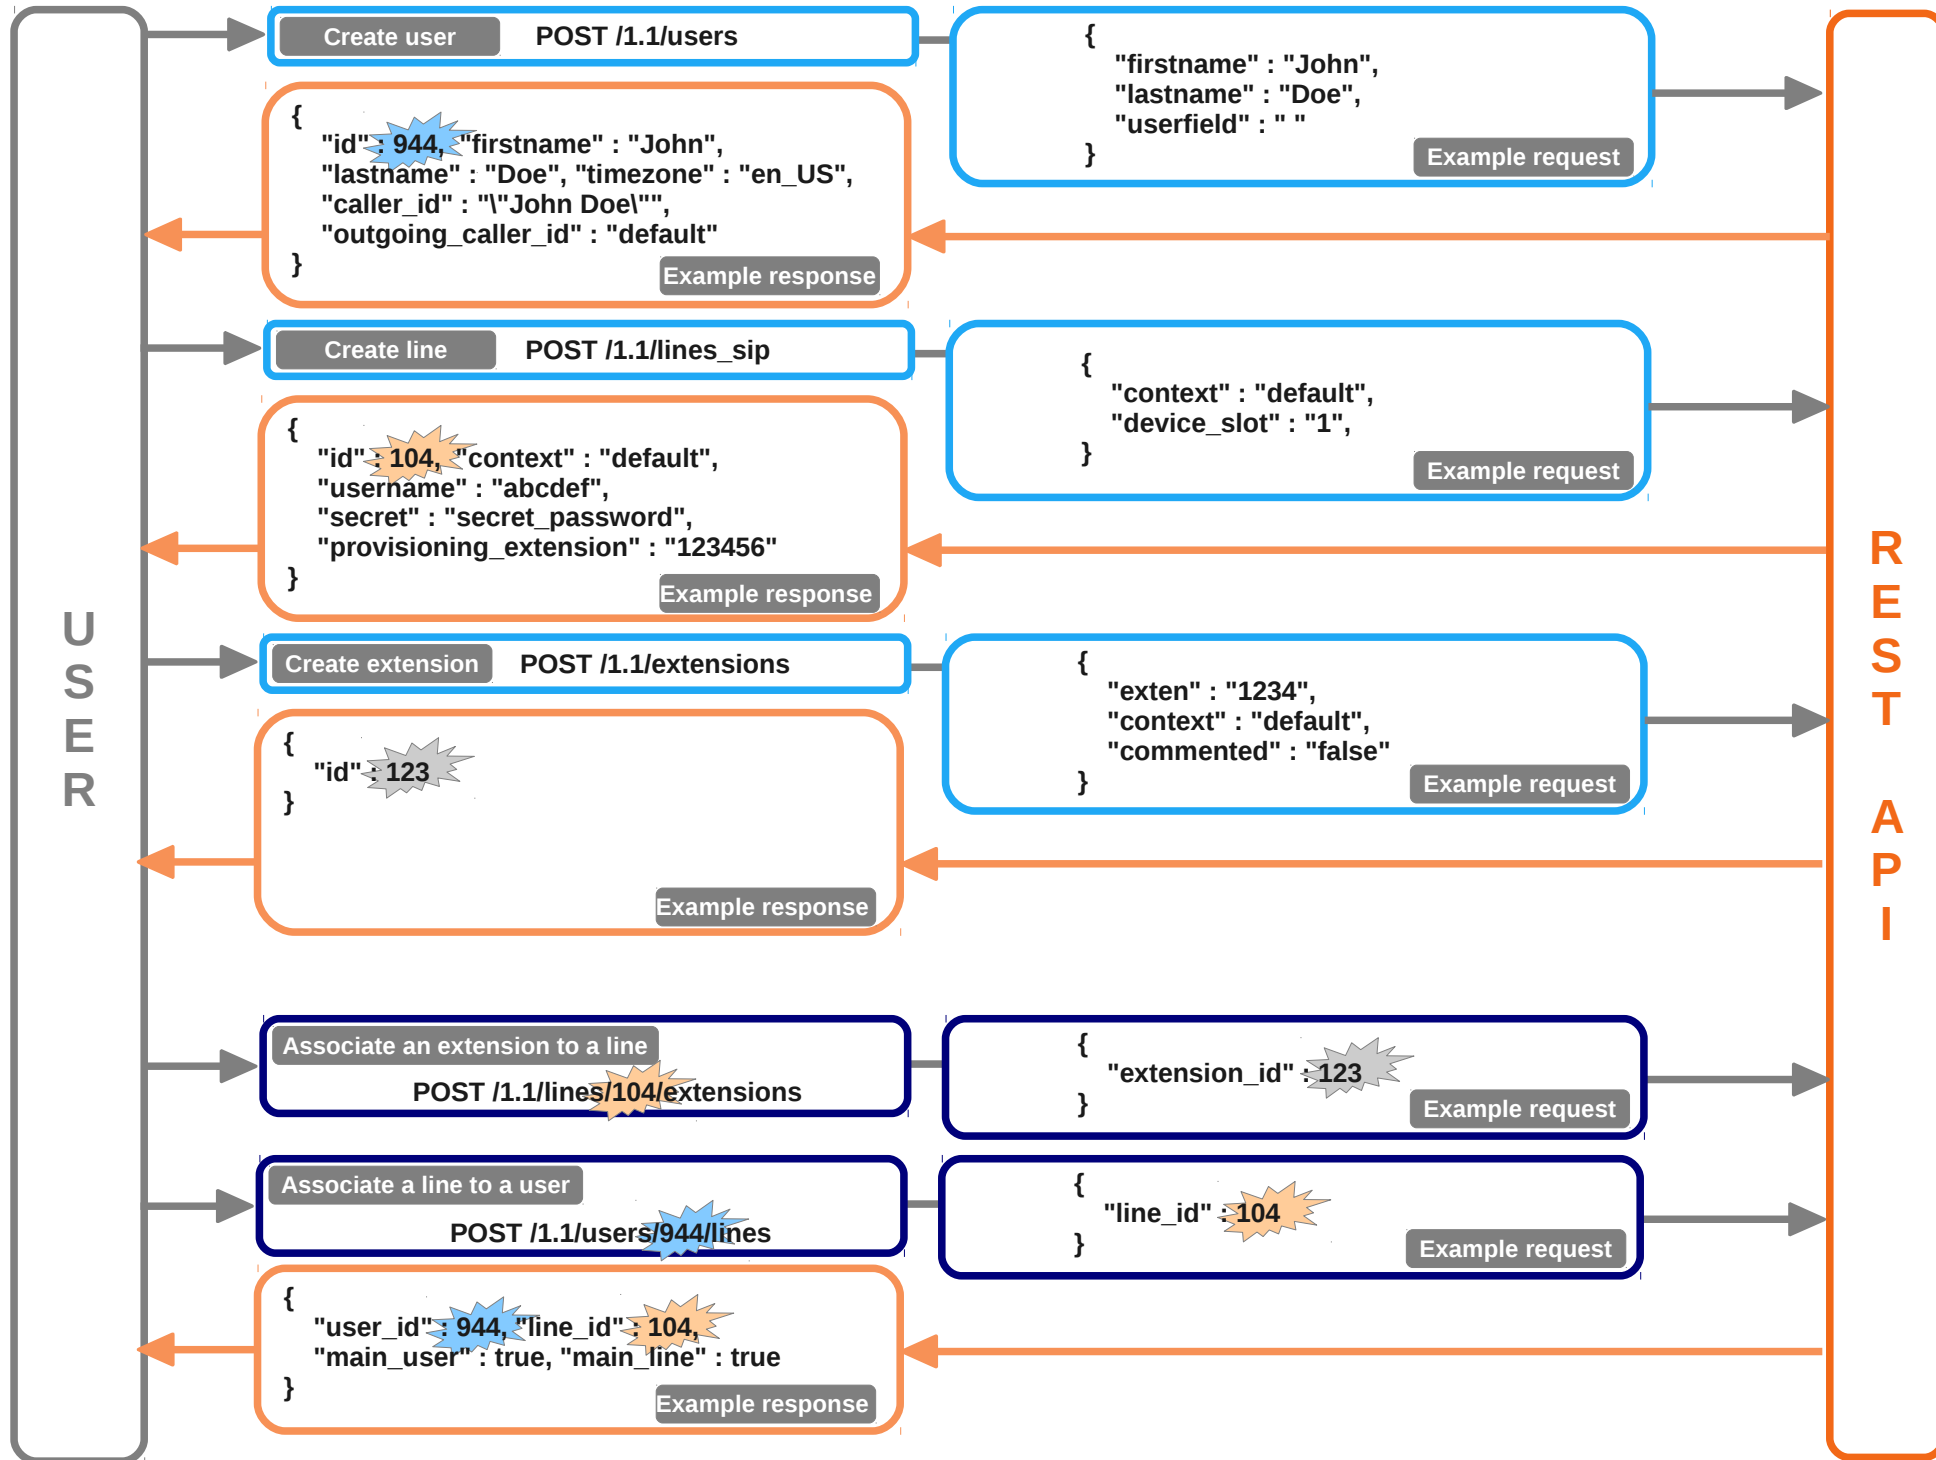 USER
Create user POST /1.1/users
{
"firstname" : "John",
"lastname" : "Doe",
"userfield" : " "
}
Example request
{
"id" : 944, "firstname" : "John",
"lastname" : "Doe", "timezone" : "en_US",
"caller_id" : "\"John Doe\"",
"outgoing_caller_id" : "default"
}
Example response
Create line POST /1.1/lines_sip
{
"context" : "default",
"device_slot" : "1",
}
Example request
{
"id" : 104, "context" : "default",
"username" : "abcdef",
"secret" : "secret_password",
"provisioning_extension" : "123456"
}
Example response
Create extension POST /1.1/extensions
{
"exten" : "1234",
"context" : "default",
"commented" : "false"
}
Example request
{
"id" : 123
}
Example response
Associate an extension to a line
POST /1.1/lines/104/extensions
{
"extension_id" : 123
}
Example request
Associate a line to a user
POST /1.1/users/944/lines
{
"line_id" : 104
}
Example request
{
"user_id" : 944, "line_id" : 104,
"main_user" : true, "main_line" : true
}
Example response
REST API